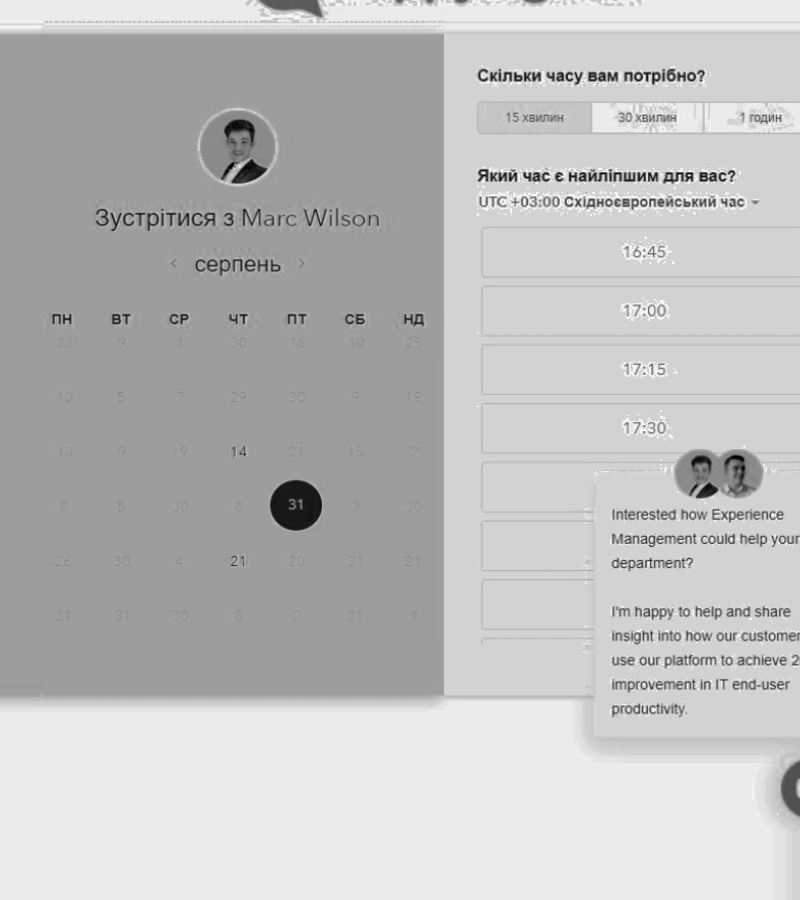 Зустрітися з Marc Wilson
серпень
ПН ВТ СР ЧТ ПТ СБ НД
23 9 1 30 16 10 25
10 5 7 29 30 9 19
10 9 19 14 21 15 2
8 5 30 8 31 3 30
26 30 4 21 20 31 21
21 31 30 8 2 21 1
Скільки часу вам потрібно?
15 хвилин 30 хвилин 1 годин
Який час є найліпшим для вас?
UTC +03:00 Східноєвропейський час
16:45
17:00
17:15
17:30
Interested how Experience
Management could help your
department?
I'm happy to help and share
insight into how our customer
use our platform to achieve 2
improvement in IT end-user
productivity.